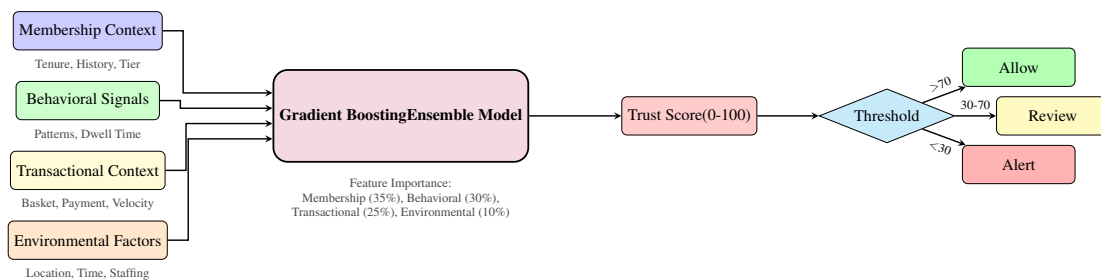 Membership Context
Tenure, History, Tier
Behavioral Signals
Patterns, Dwell Time
Transactional Context
Basket, Payment, Velocity
Environmental Factors
Location, Time, Staffing
Gradient BoostingEnsemble Model
Feature Importance:
Membership (35%), Behavioral (30%),
Transactional (25%), Environmental (10%)
Trust Score(0-100)
Threshold
>70
Allow
30-70
Review
<30
Alert